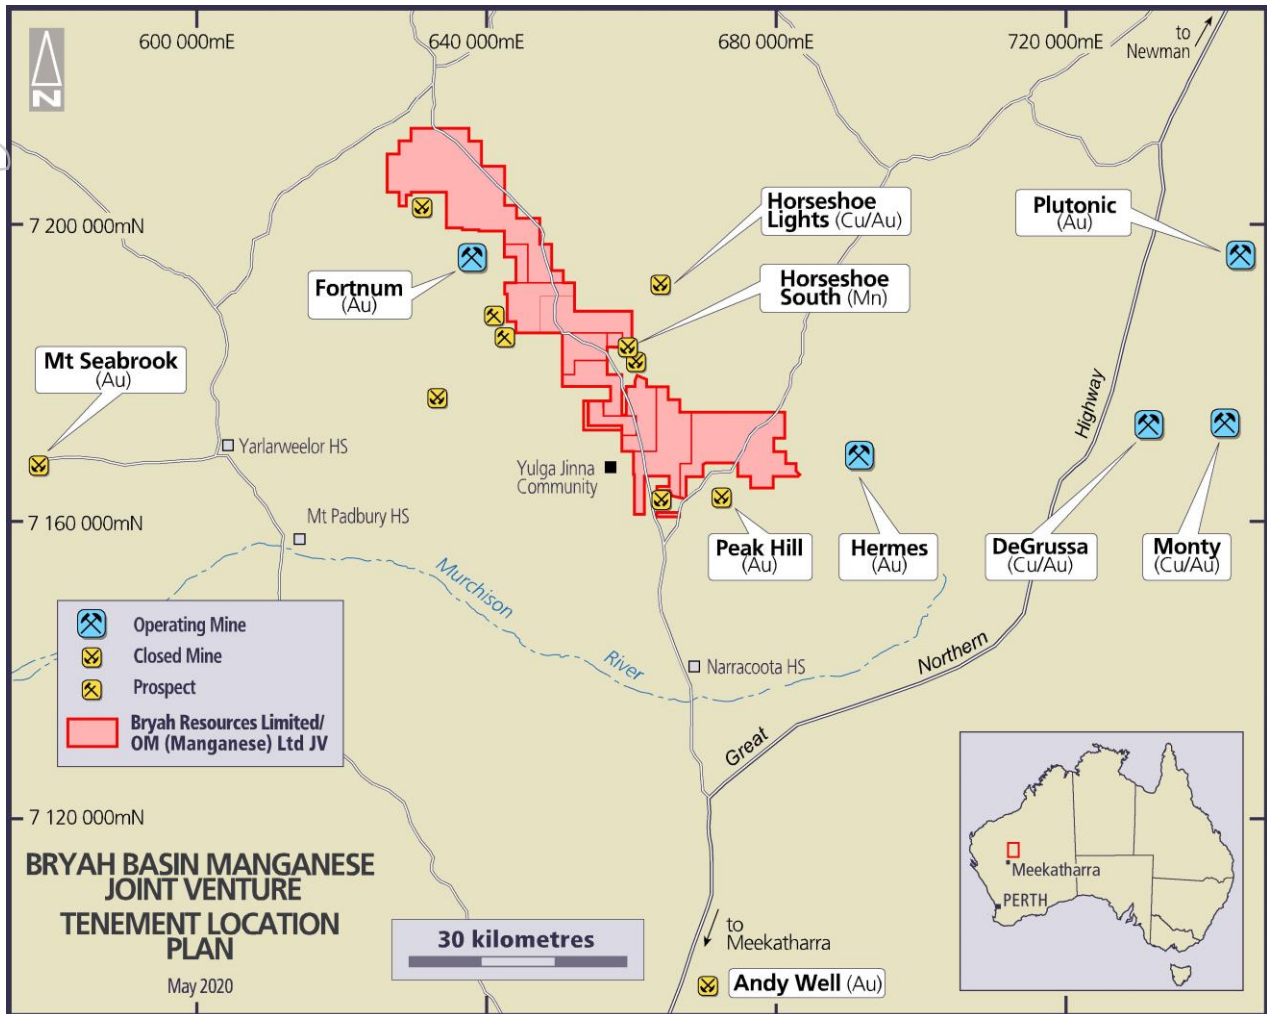 600 000mE
640 000mE
680 000mE
720 000mE
to
Newman
N
7 200 000mN
Horseshoe
Lights (Cu/Au)
Plutonic
(Au)
Fortnum
(Au)
Horseshoe
South (Mn)
Mt Seabrook
(Au)
Highway
Yarlarweelor HS
Yulga Jinna
Community
7 160 000mN
Mt Padbury HS
Peak Hill
(Au)
Hermes
(Au)
DeGrussa
(Cu/Au)
Monty
(Cu/Au)
Murchison
River
Operating Mine
Closed Mine
Prospect
Bryah Resources Limited/
OM (Manganese) Ltd JV
Narracoota HS
Northern
Great
7 120 000mN
BRYAH BASIN MANGANESE
JOINT VENTURE
TENEMENT LOCATION
PLAN
May 2020
30 kilometres
to
Meekatharra
Andy Well (Au)
Meekatharra
PERTH